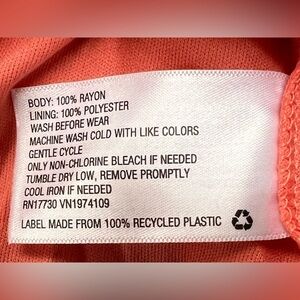 BODY: 100% RAYON
LINING: 100% POLYESTER
WASH BEFORE WEAR
MACHINE WASH COLD WITH LIKE COLORS
GENTLE CYCLE
ONLY NON-CHLORINE BLEACH IF NEEDED
TUMBLE DRY LOW, REMOVE PROMPTLY
COOL IRON IF NEEDED
RN17730 VN1974109
LABEL MADE FROM 100% RECYCLED PLASTIC